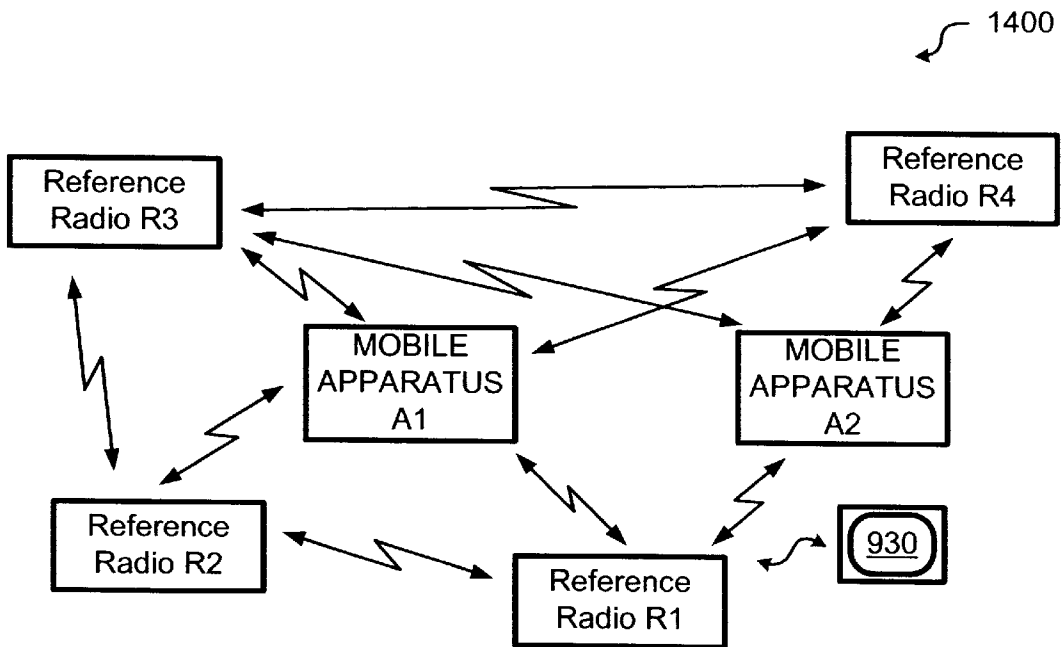 1400
Reference
Radio R4
Reference
Radio R3
MOBILE
APPARATUS
A1
MOBILE
APPARATUS
A2
Reference
Radio R2
930
Reference
Radio R1